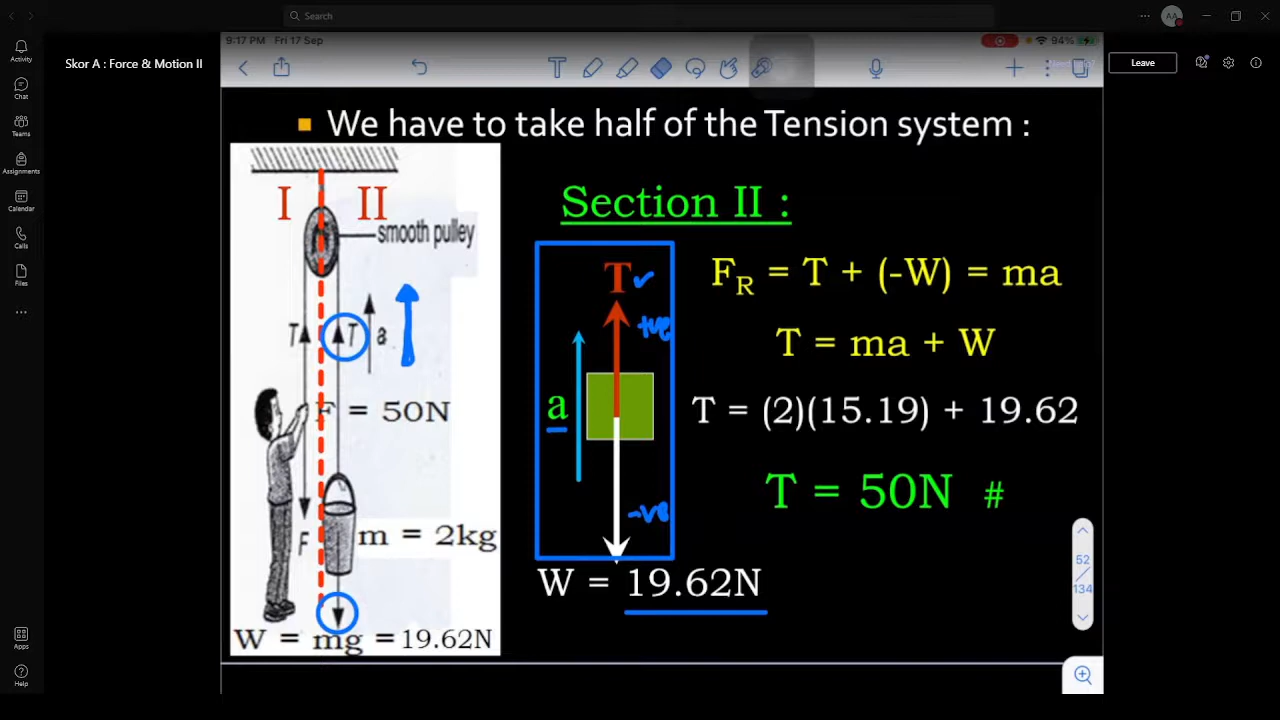 Search
AA
Activity
Chat
Teams
Assignments
Calendar
Calls
Files
Apps
Help
Skor A : Force & Motion II
9:17 PM Fri 17 Sep
94%
Leave
We have to take half of the Tension system :
I II
smooth pulley
T T a
F = 50N
F
m = 2kg
W = mg = 19.62N
Section II :
T
+ve
a
-ve
W = 19.62N
FR = T + (-W) = ma
T = ma + W
T = (2)(15.19) + 19.62
T = 50N #
52
134